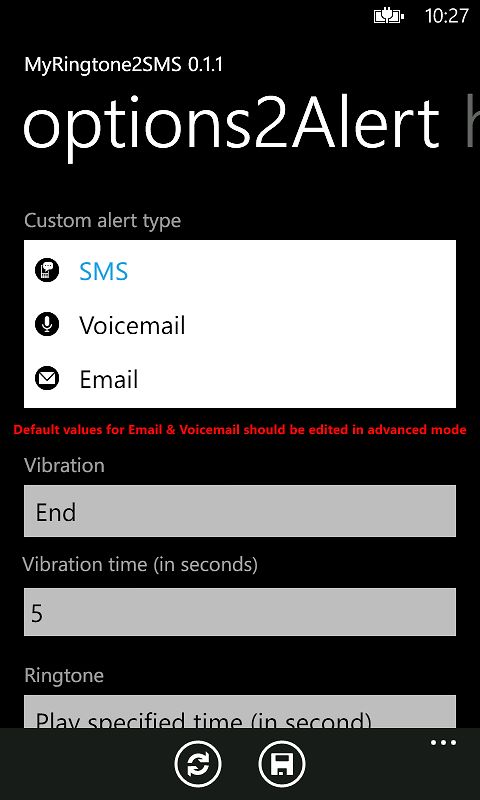 10:27
MyRingtone2SMS 0.1.1
options2Alert
Custom alert type
SMS
Voicemail
Email
Default values for Email & Voicemail should be edited in advanced mode
Vibration
End
Vibration time (in seconds)
5
Ringtone
Play specified time (in second)